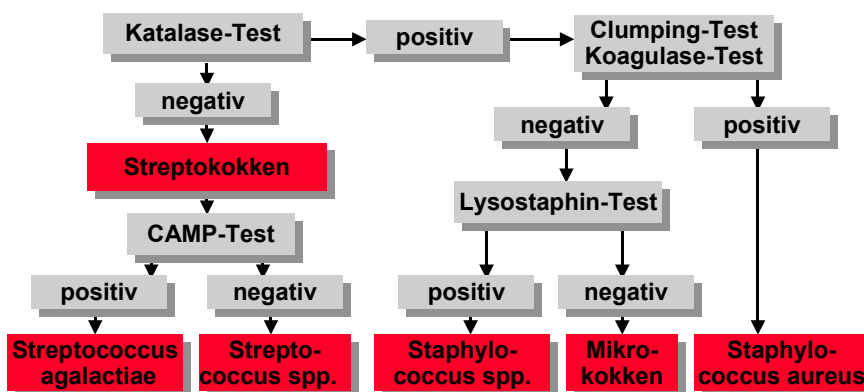 Katalase-Test
positiv
Clumping-Test
Koagulase-Test
negativ
negativ
positiv
Streptokokken
Lysostaphin-Test
CAMP-Test
positiv
negativ
positiv
negativ
Streptococcus
agalactiae
Strepto-
coccus spp.
Staphylo-
coccus spp.
Mikro-
kokken
Staphylo-
coccus aureus